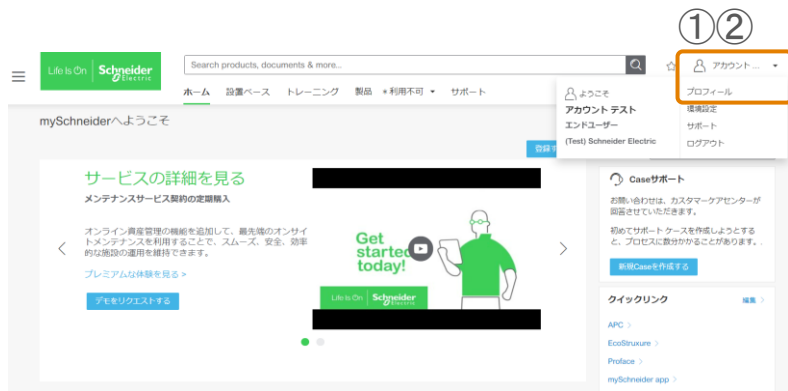 ①②
Life Is On Schneider Electric
Search products, documents & more...
アカウント ...
ホーム 設置ベース トレーニング 製品 *利用不可 サポート
ようこそ
アカウント テスト
エンドユーザー
(Test) Schneider Electric
プロフィール
環境設定
サポート
ログアウト
mySchneiderへようこそ
登録す
サービスの詳細を見る
メンテナンスサービス契約の定期購入
オンライン資産管理の機能を追加して、最先端のオンサイ
トメンテナンスを利用することで、スムーズ、安全、効率
的な施設の運用を維持できます。
プレミアムな体験を見る >
デモをリクエストする
Get
started
today!
Life Is On Schneider Electric
Caseサポート
お問い合わせは、カスタマーケアセンターが
回答させていただきます。
初めてサポート ケースを作成しようとする
と、プロセスに数分かかることがあります。.
新規Caseを作成する
クイックリンク 編集 >
APC >
EcoStruxure >
Proface >
mySchneider app >